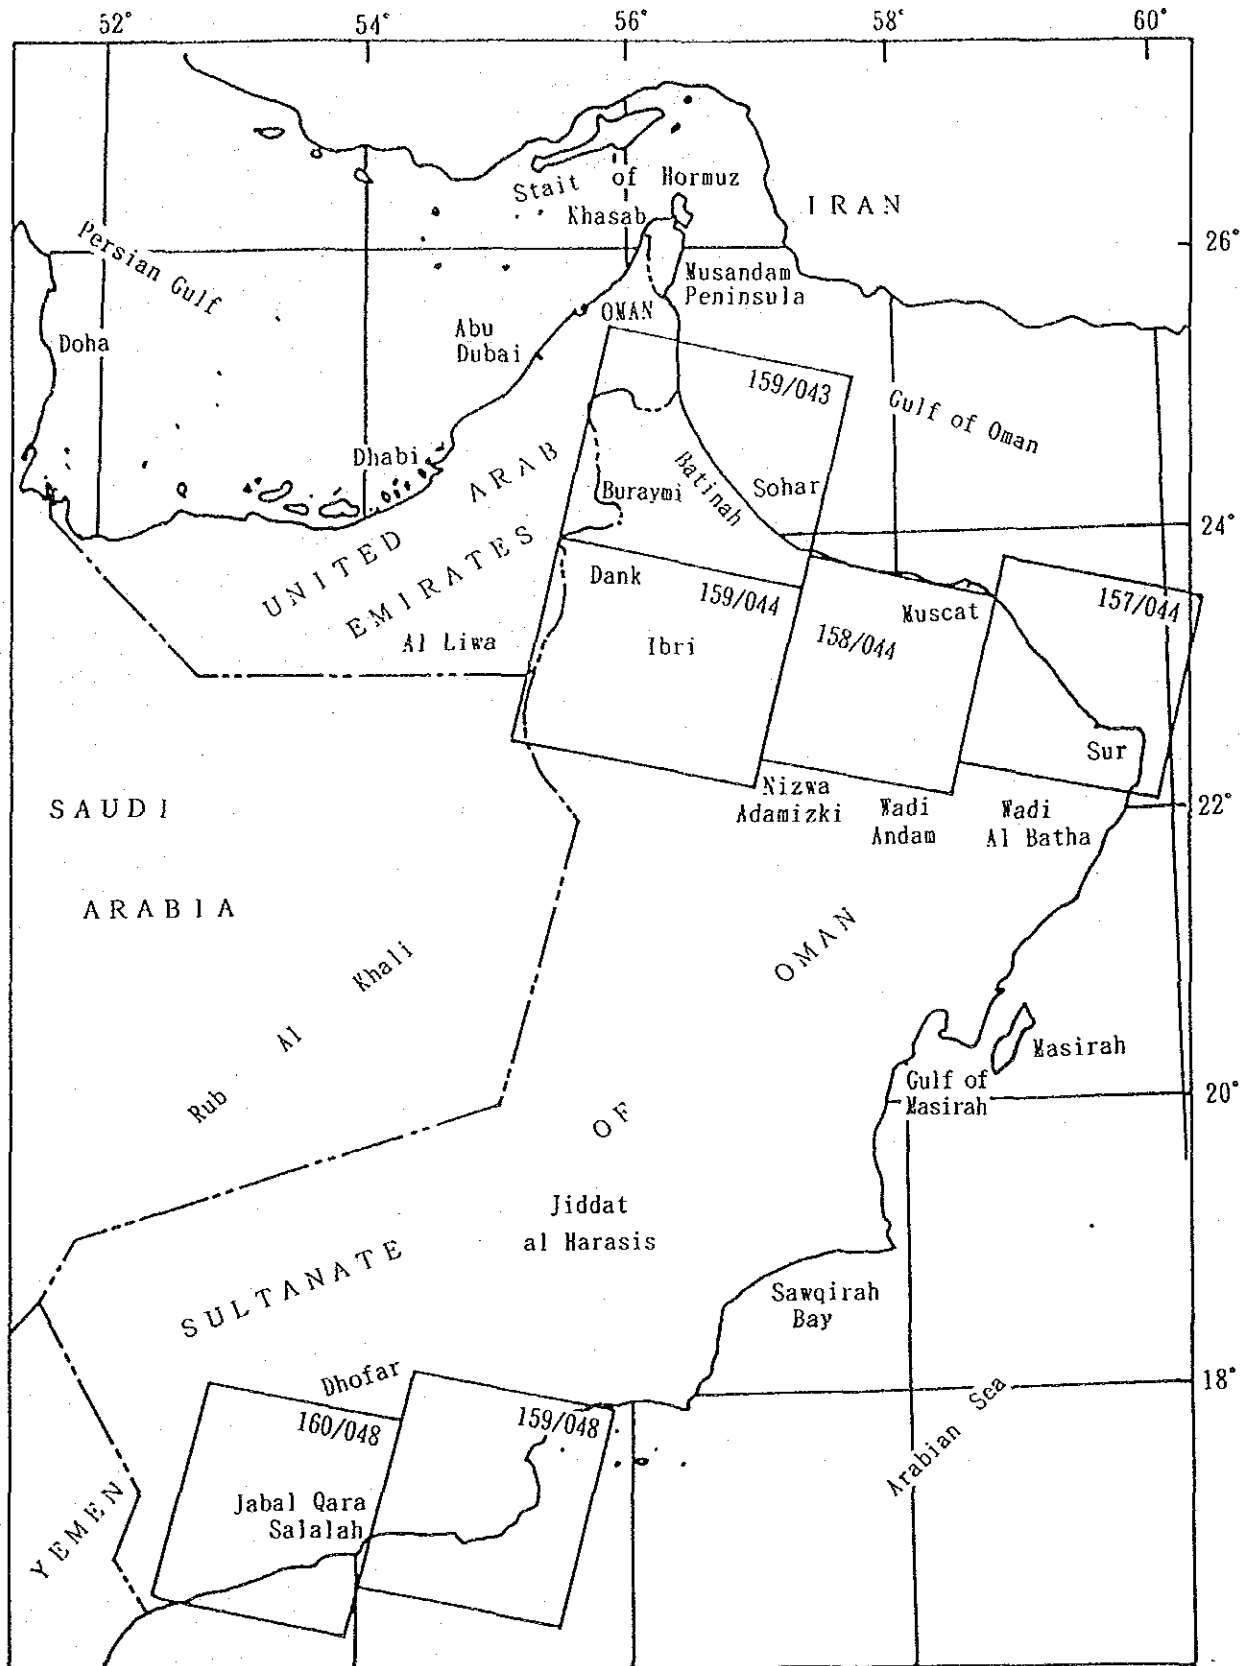 52° 54° 56° 58° 60°
Stait of Hormuz
Khasab
IRAN
Persian Gulf
26°
Musandam
Peninsula
OMAN
Doha
Abu
Dubai
159/043
Gulf of Oman
Dhabi
UNITED ARAB
EMIRATES
Buraymi
Batinah
Sohar
24°
Dank
159/044
157/044
Al Liwa
Ibri
158/044
Muscat
Sur
SAUDI
ARABIA
Nizwa
Adamizki
Wadi
Andam
Wadi
Al Batha
22°
Rub Al Khali
SULTANATE OF OMAN
Masirah
Gulf of
Masirah
20°
Jiddat
al Harasis
Sawqirah
Bay
Dhofar
18°
160/048
159/048
Arabian Sea
Jabal Qara
Salalah
YEMEN